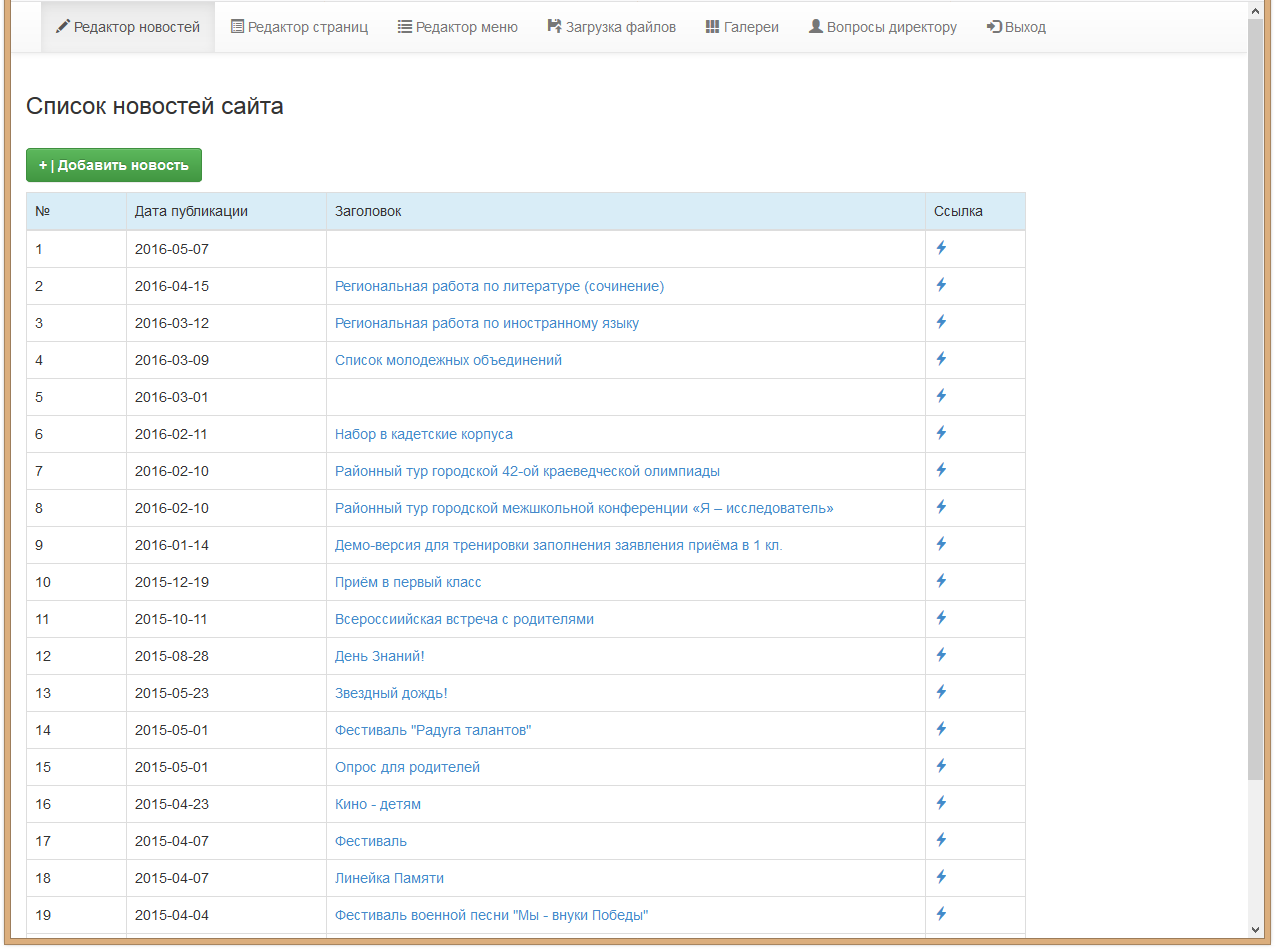 Редактор новостей Редактор страниц Редактор меню Загрузка файлов Галереи Вопросы директору Выход
Список новостей сайта
+ | Добавить новость
№ Дата публикации Заголовок Ссылка
1 2016-05-07
2 2016-04-15 Региональная работа по литературе (сочинение)
3 2016-03-12 Региональная работа по иностранному языку
4 2016-03-09 Список молодежных объединений
5 2016-03-01
6 2016-02-11 Набор в кадетские корпуса
7 2016-02-10 Районный тур городской 42-ой краеведческой олимпиады
8 2016-02-10 Районный тур городской межшкольной конференции «Я – исследователь»
9 2016-01-14 Демо-версия для тренировки заполнения заявления приёма в 1 кл.
10 2015-12-19 Приём в первый класс
11 2015-10-11 Всероссиийская встреча с родителями
12 2015-08-28 День Знаний!
13 2015-05-23 Звездный дождь!
14 2015-05-01 Фестиваль "Радуга талантов"
15 2015-05-01 Опрос для родителей
16 2015-04-23 Кино - детям
17 2015-04-07 Фестиваль
18 2015-04-07 Линейка Памяти
19 2015-04-04 Фестиваль военной песни "Мы - внуки Победы"